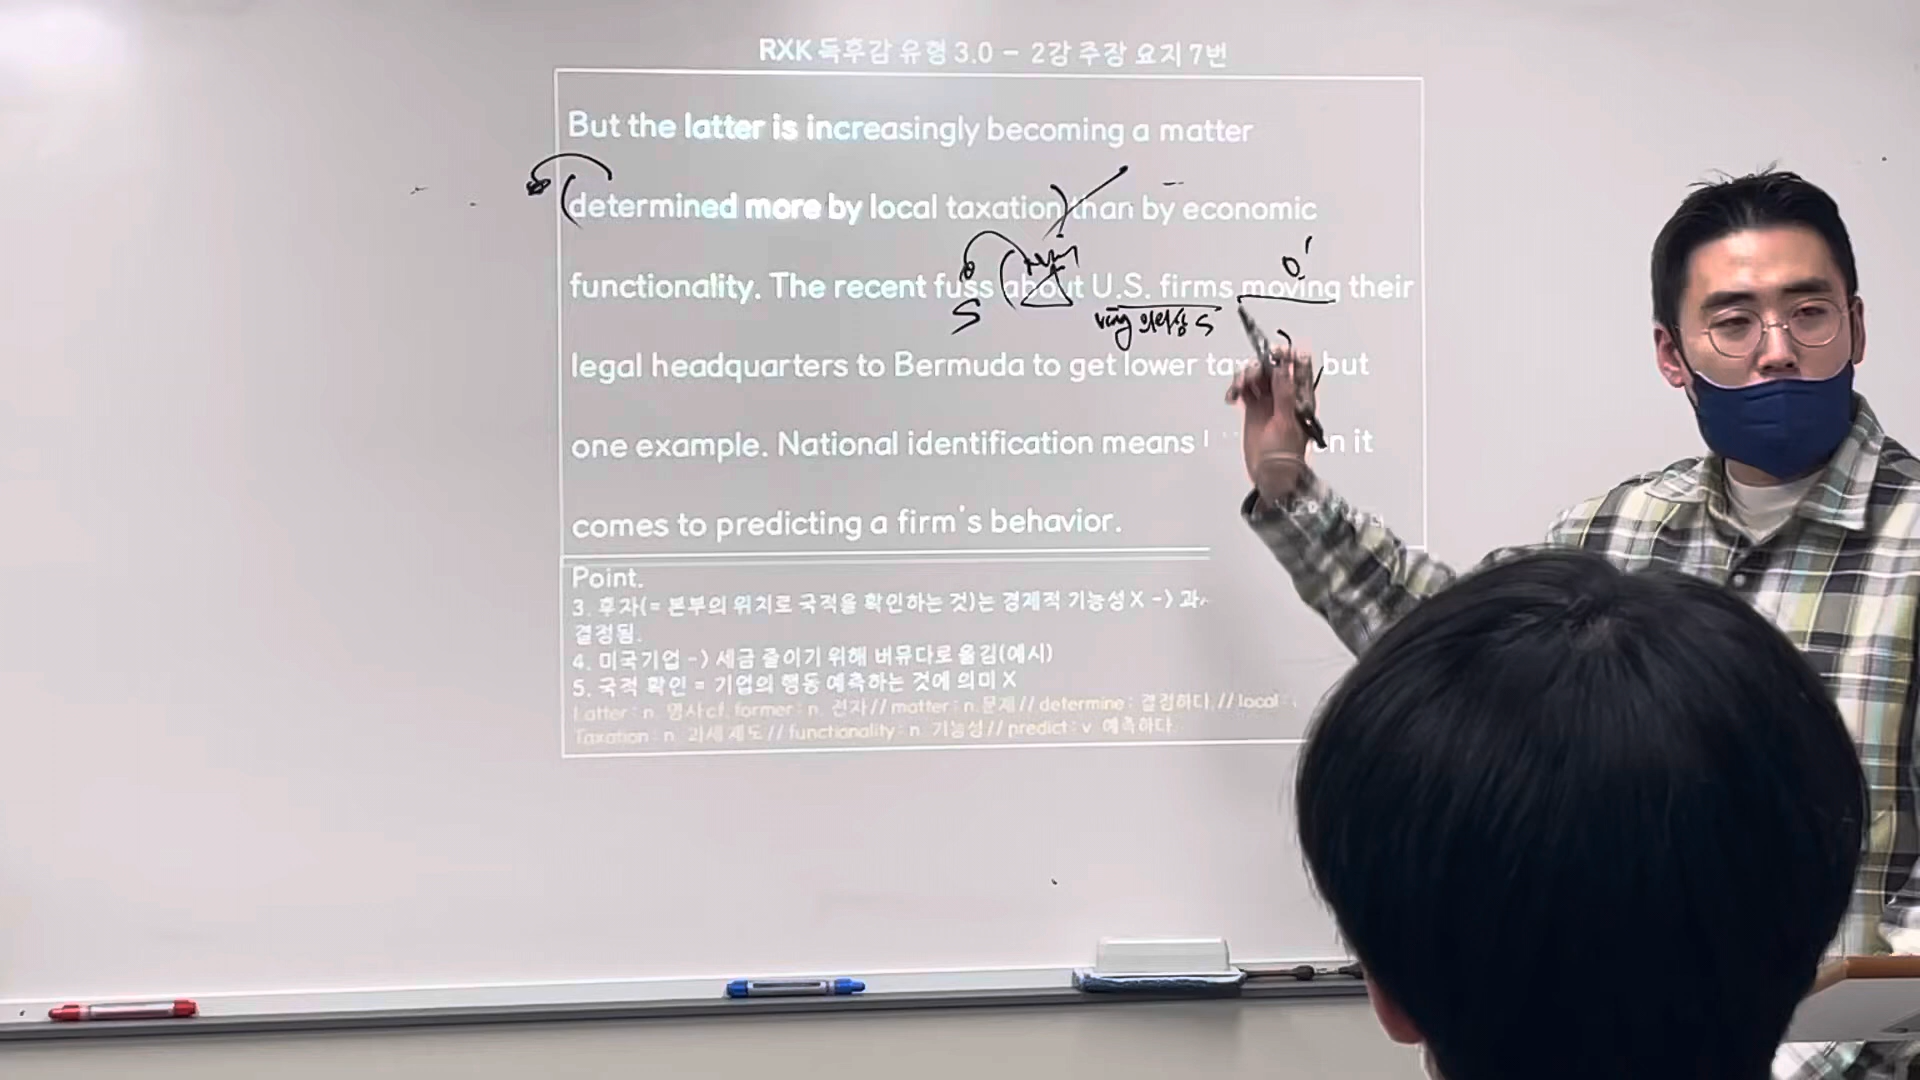 RXK 독후감 유형 3.0 - 2강 주장 요지 7번
But the latter is increasingly becoming a matter
determined more by local taxation) than by economic
functionality. The recent fuss about U.S. firms moving their
S
Ving 의미상 S
O'
legal headquarters to Bermuda to get lower but
one example. National identification means it
comes to predicting a firm's behavior.
Point.
3. 후자(= 본부의 위치로 국적을 확인하는 것)는 경제적 기능성 X -> 
결정됨.
4. 미국기업 -> 세금 줄이기 위해 버뮤다로 옮김(예시)
5. 국적 확인 = 기업의 행동 예측하는 것에 의미 X
Latter : n. 명사 cf. former : n. 전자 // matter : n. 문제 // determine : 결정하다. // local :
Taxation : n. 과세 제도 // functionality : n. 기능성 // predict : v. 예측하다.